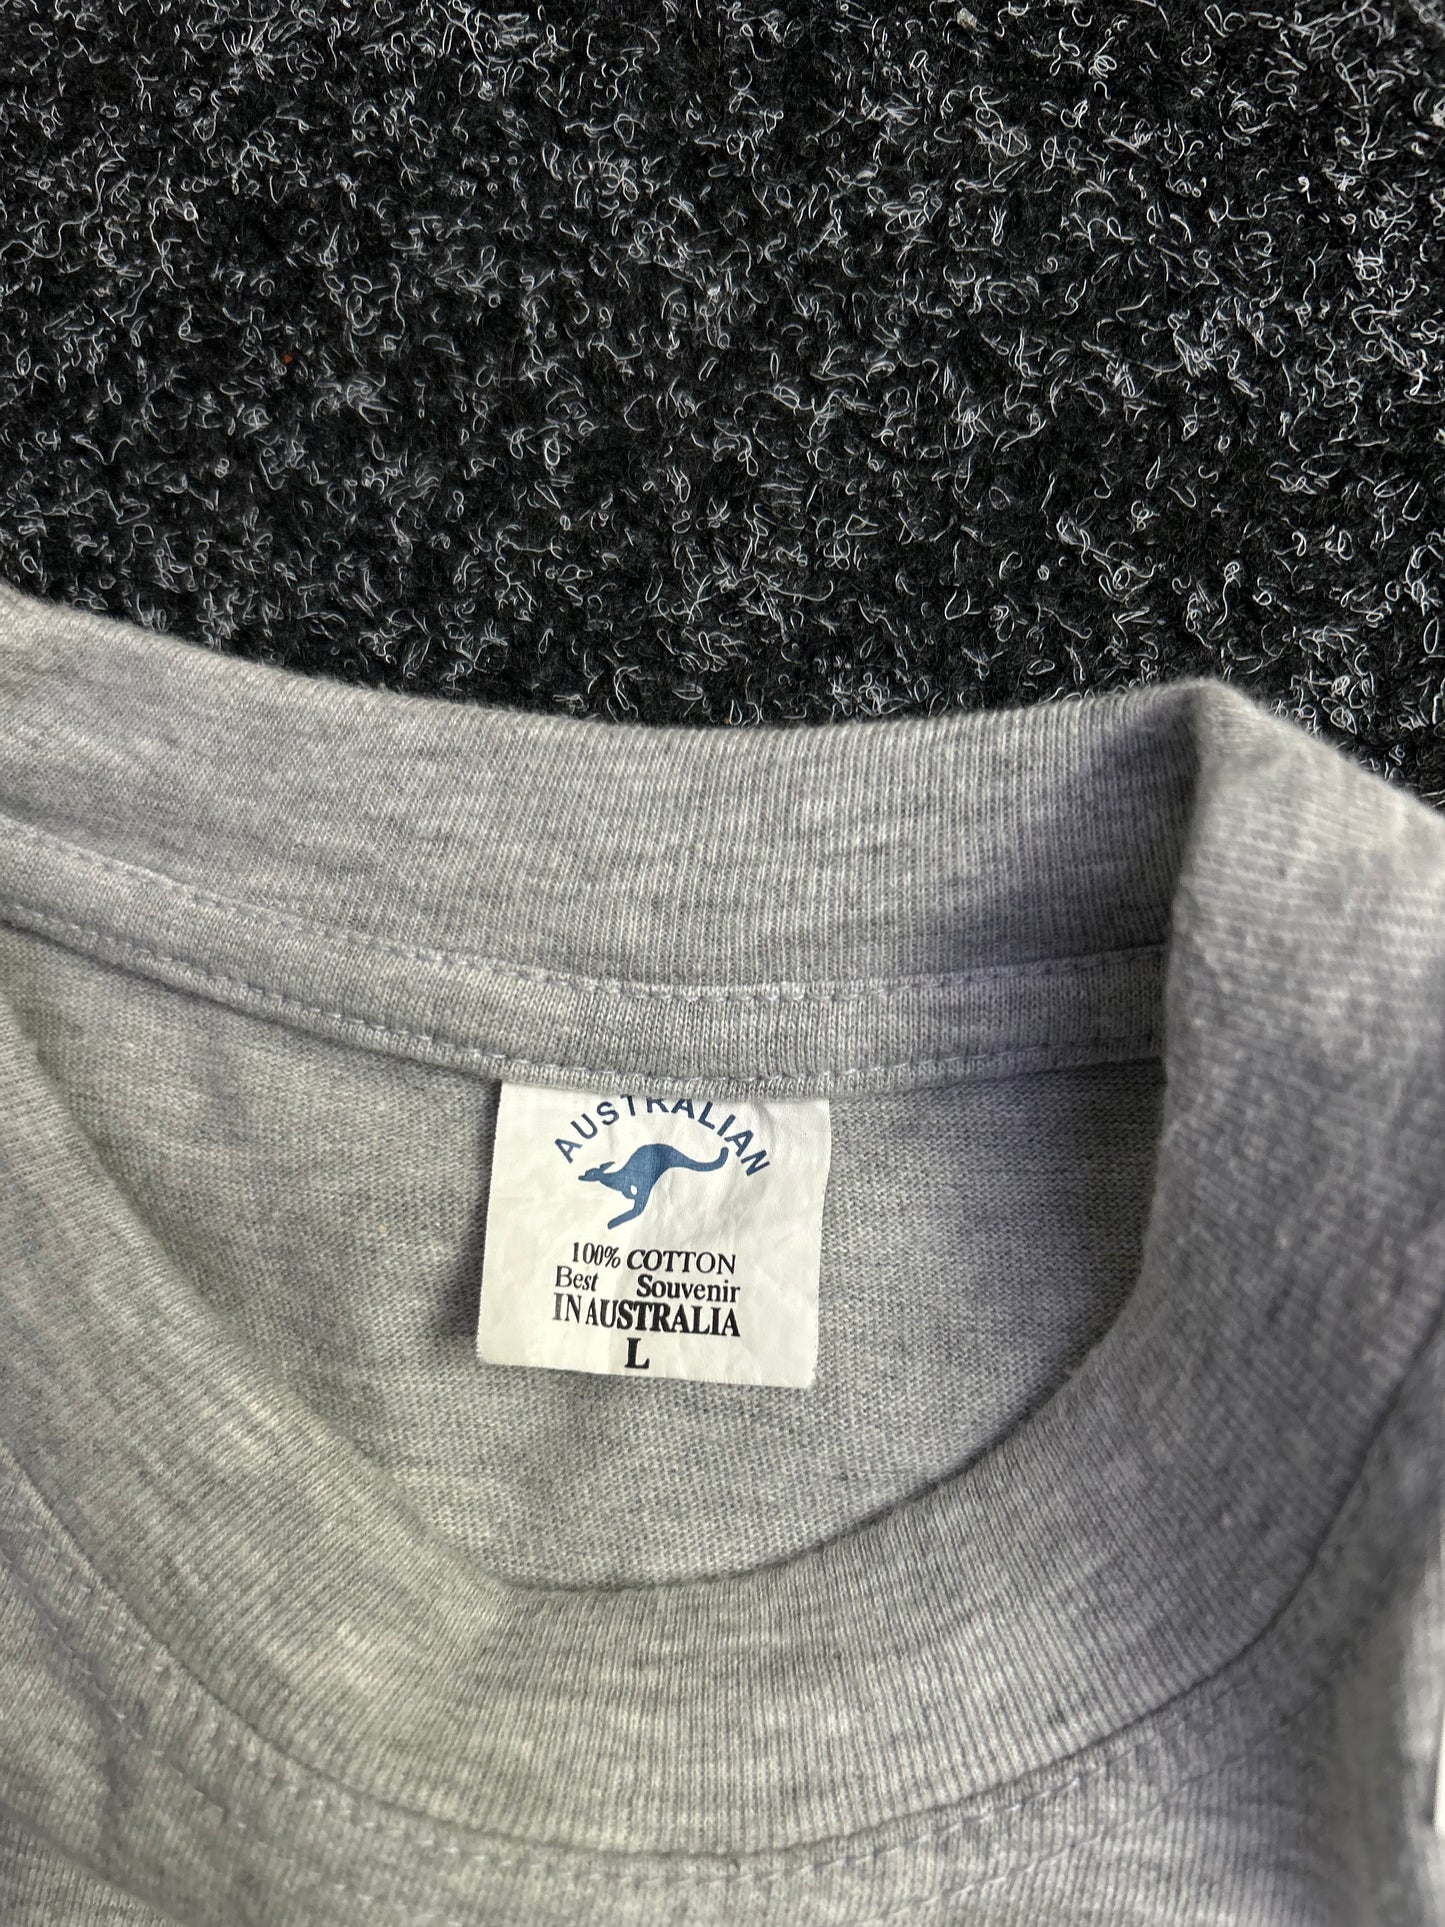 AUSTRALIAN
100% COTTON
Best Souvenir
IN AUSTRALIA
L